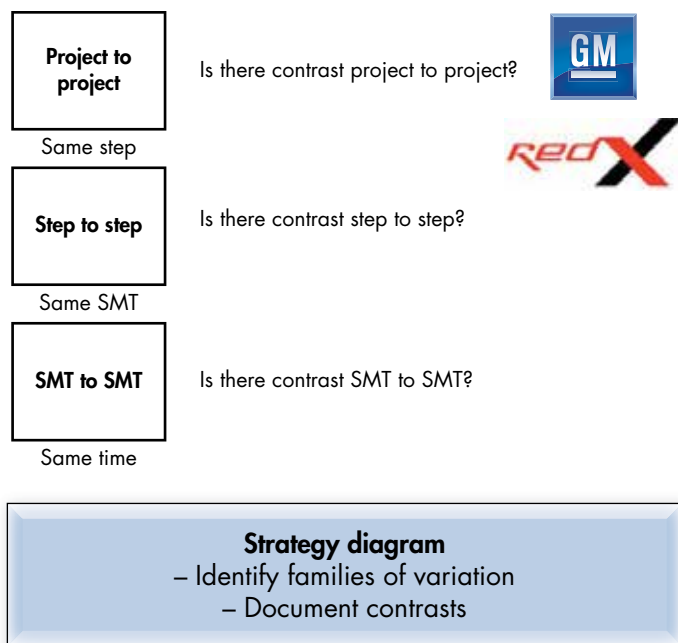 Project to
project
Is there contrast project to project?
GM
Same step
Red X
Step to step
Is there contrast step to step?
Same SMT
SMT to SMT
Is there contrast SMT to SMT?
Same time
Strategy diagram
– Identify families of variation
– Document contrasts